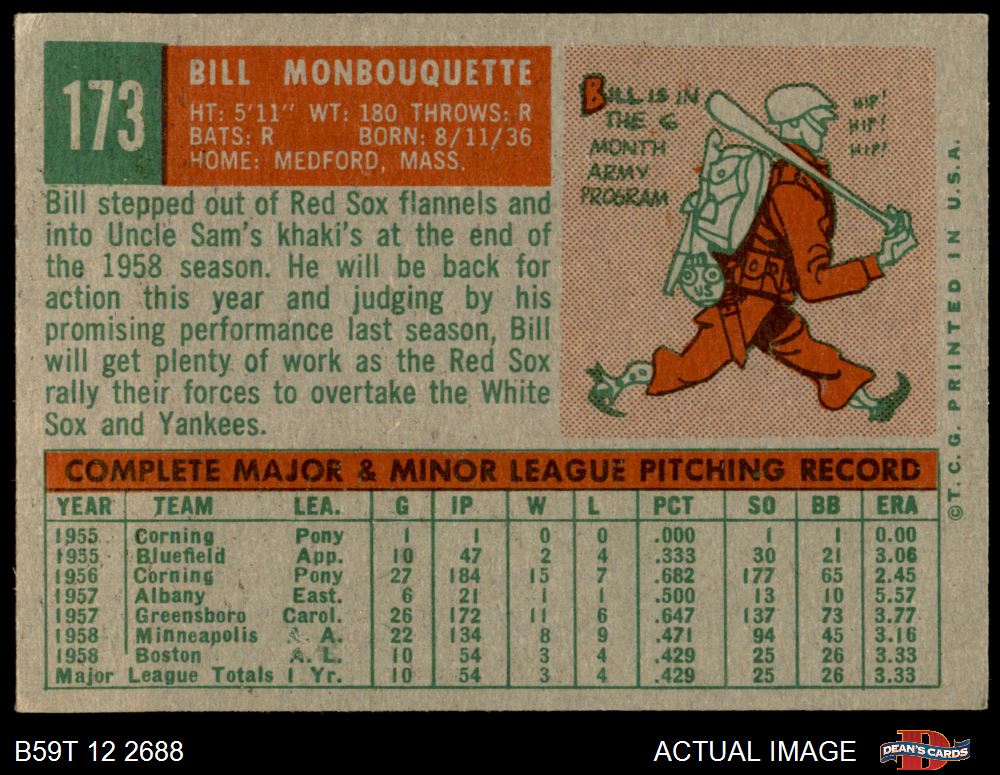 173
BILL MONBOUQUETTE
HT: 5'11" WT: 180 THROWS: R
BATS: R BORN: 8/11/36
HOME: MEDFORD, MASS.
BILL IS IN
THE 6
MONTH
ARMY
PROGRAM
HIP!
HIP!
HIP!
Bill stepped out of Red Sox flannels and
into Uncle Sam's khaki's at the end of
the 1958 season. He will be back for
action this year and judging by his
promising performance last season, Bill
will get plenty of work as the Red Sox
rally their forces to overtake the White
Sox and Yankees.
©T. C. G. PRINTED IN U.S.A.
COMPLETE MAJOR & MINOR LEAGUE PITCHING RECORD
YEAR TEAM LEA. G IP W L PCT SO BB ERA
1955 Corning Pony 1 1 0 0 .000 1 1 0.00
1955 Bluefield App. 10 47 2 4 .333 30 21 3.06
1956 Corning Pony 27 184 15 7 .682 177 65 2.45
1957 Albany East. 6 21 1 1 .500 13 10 5.57
1957 Greensboro Carol. 26 172 11 6 .647 137 73 3.77
1958 Minneapolis A. 22 134 8 9 .471 94 45 3.16
1958 Boston A. L. 10 54 3 4 .429 25 26 3.33
Major League Totals 1 Yr. 10 54 3 4 .429 25 26 3.33
B59T 12 2688
ACTUAL IMAGE
DEAN'S CARDS